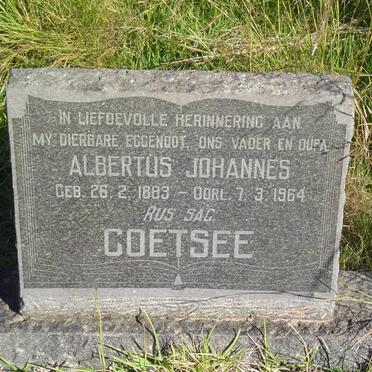 IN LIEFDEVOLLE HERINNERING AAN
MY DIERBARE EGGENOOT, ONS VADER EN OUPA
ALBERTUS JOHANNES
GEB. 26. 2. 1883 - OORL. 7. 3. 1964
RUS SAG.
COETSEE